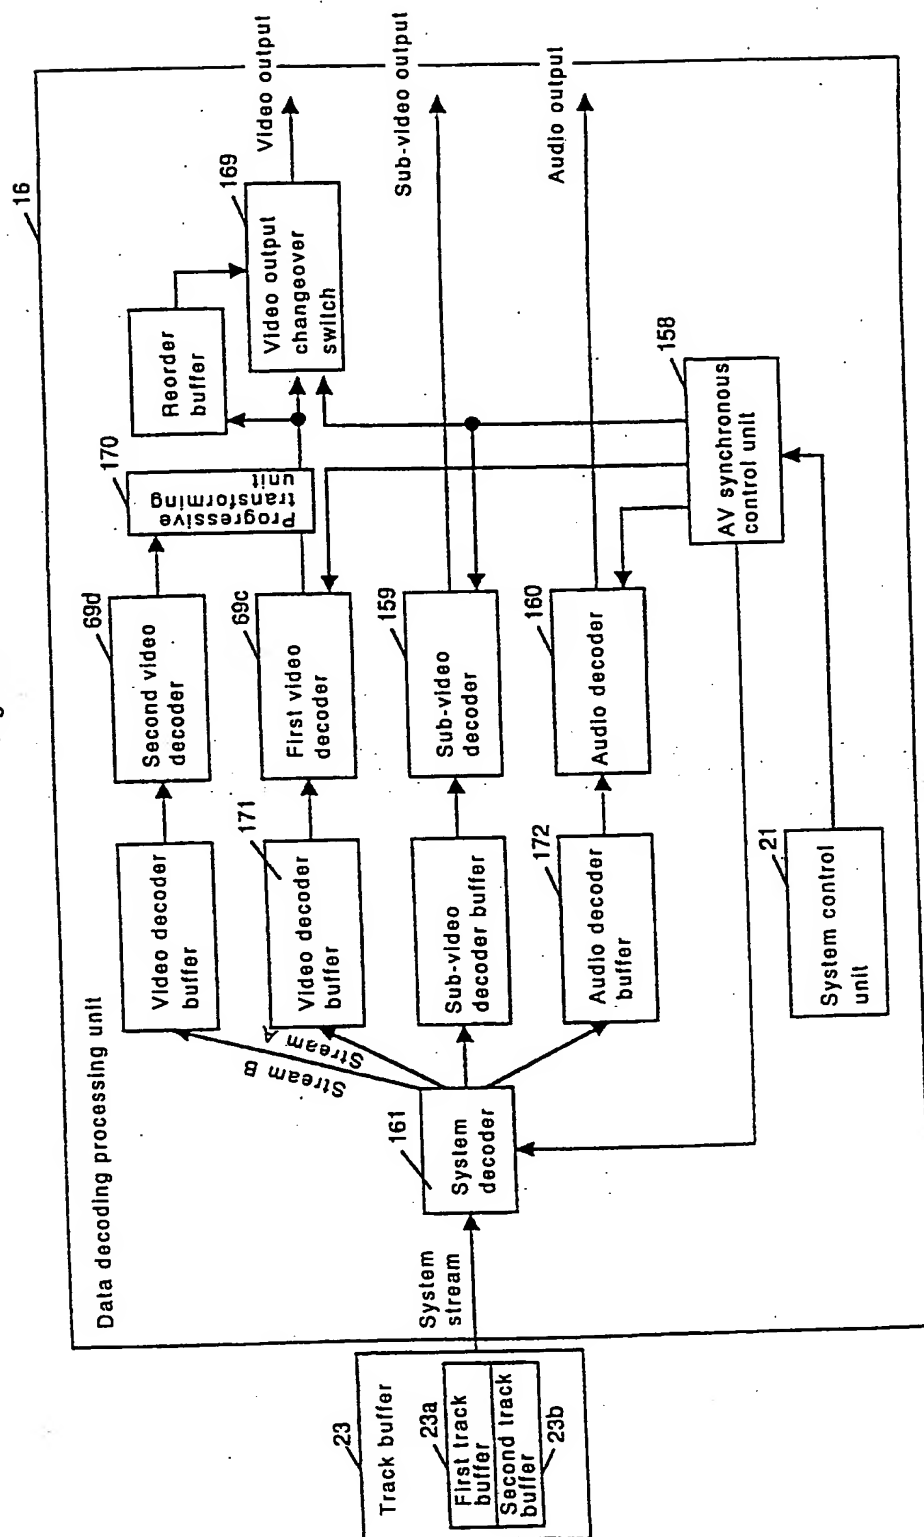 16
Data decoding processing unit
23
Track buffer
23a
First track
buffer
Second track
buffer
23b
System
stream
161
System
decoder
Stream B
Stream A
Video decoder
buffer
171
Video decoder
buffer
Sub-video
decoder buffer
172
Audio decoder
buffer
69d
Second video
decoder
69c
First video
decoder
159
Sub-video
decoder
160
Audio decoder
170
Progressive
transforming
unit
Reorder
buffer
169
Video output
changeover
switch
Video output
Sub-video output
Audio output
158
AV synchronous
control unit
21
System control
unit